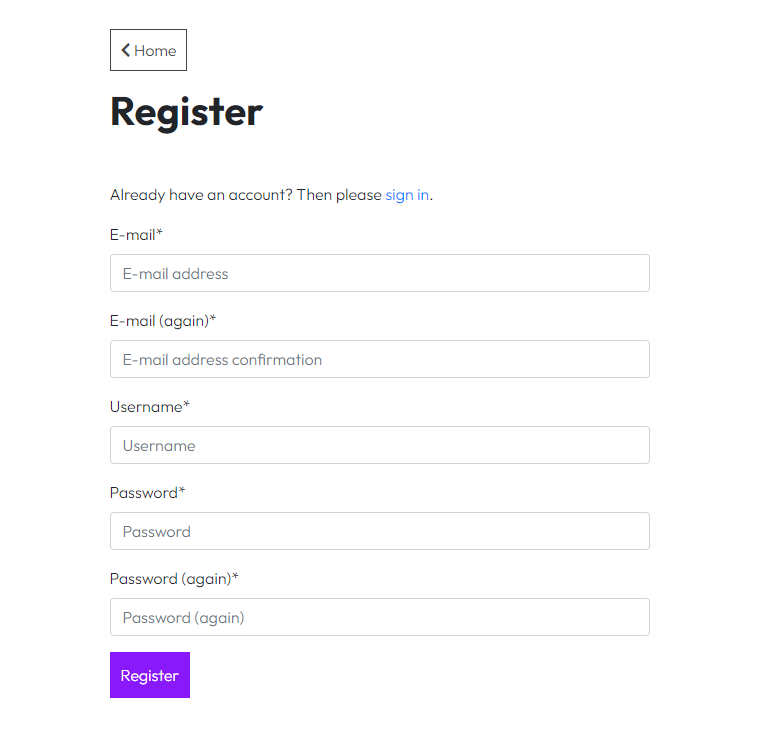 Home
Register
Already have an account? Then please sign in.
E-mail*
E-mail address
E-mail (again)*
E-mail address confirmation
Username*
Username
Password*
Password
Password (again)*
Password (again)
Register